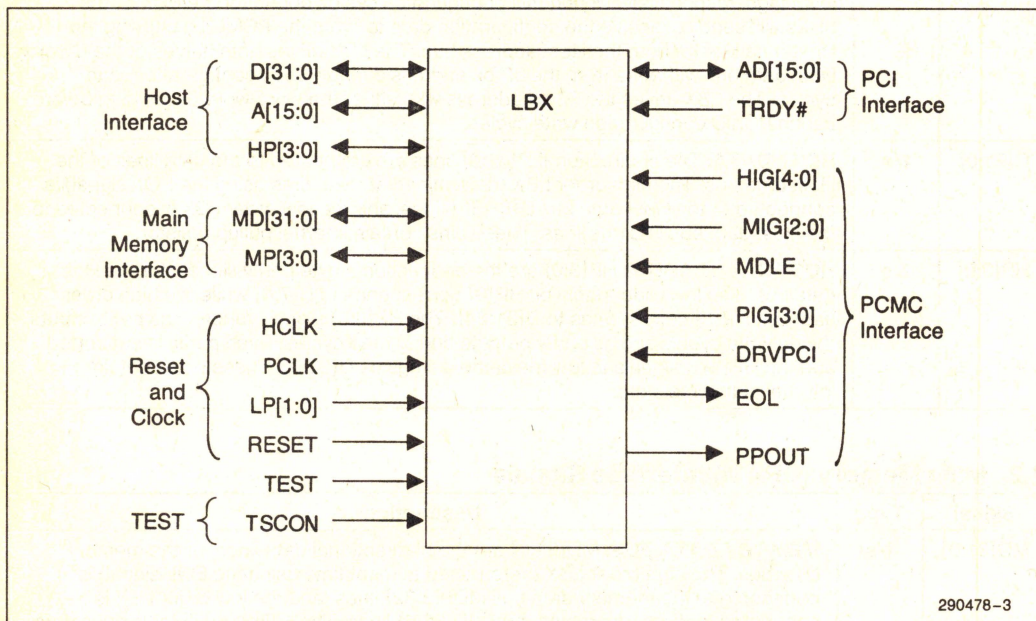 D[31:0]
A[15:0]
HP[3:0]
Host
Interface
MD[31:0]
MP[3:0]
Main
Memory
Interface
HCLK
PCLK
LP[1:0]
RESET
Reset
and
Clock
TEST
TSCON
TEST
LBX
AD[15:0]
TRDY#
PCI
Interface
HIG[4:0]
MIG[2:0]
MDLE
PIG[3:0]
DRVPCI
EOL
PPOUT
PCMC
Interface
290478–3